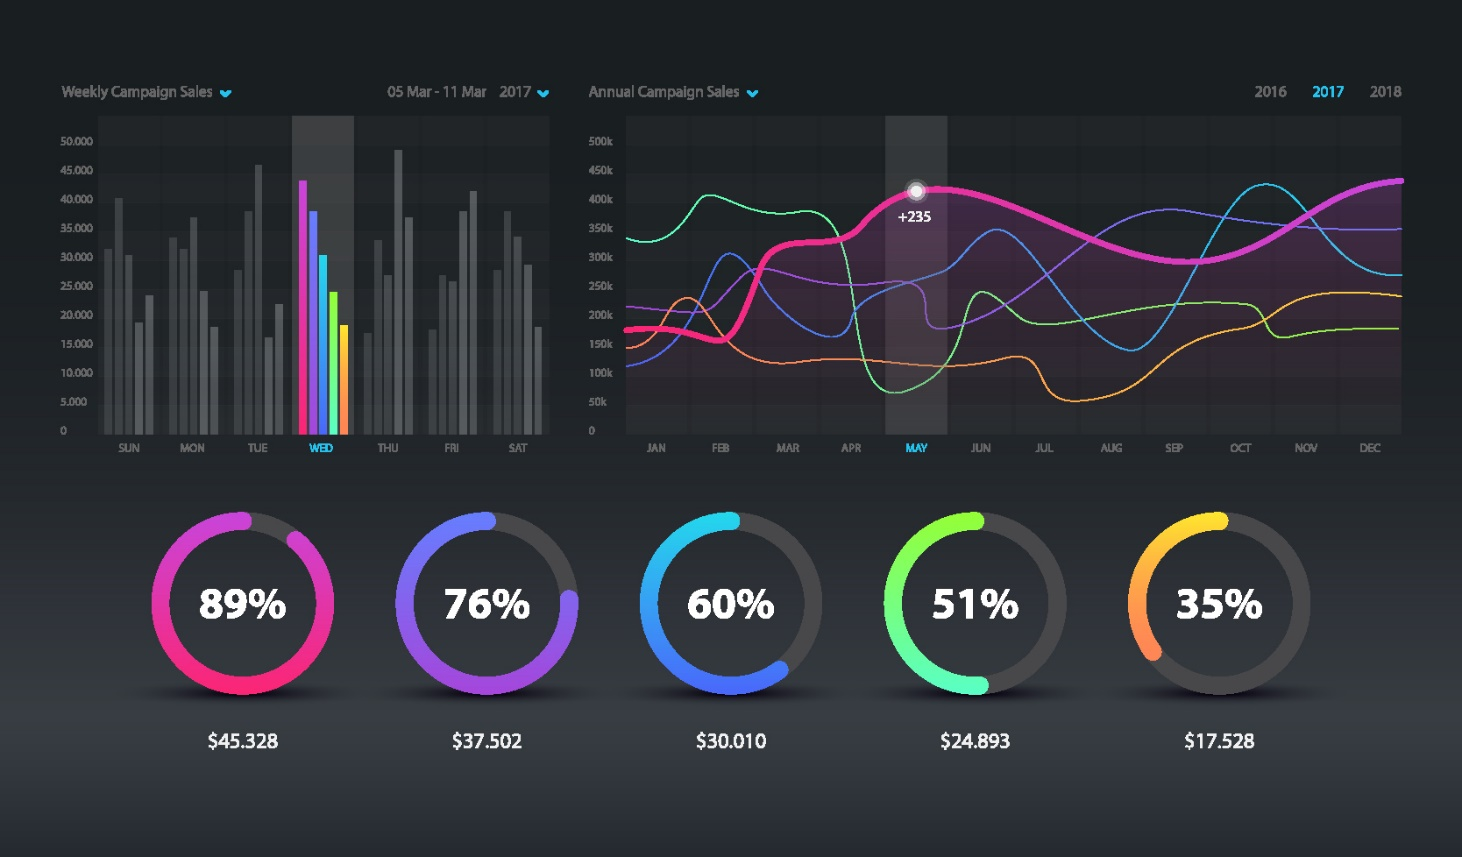 Weekly Campaign Sales
05 Mar - 11 Mar 2017
50.000
45.000
40.000
35.000
30.000
25.000
20.000
15.000
10.000
5.000
0
SUN MON TUE WED THU FRI SAT
Annual Campaign Sales
2016 2017 2018
500k
450k
400k
350k
300k
250k
200k
150k
100k
50k
0
+235
JAN FEB MAR APR MAY JUN JUL AUG SEP OCT NOV DEC
89% 76% 60% 51% 35%
$45.328 $37.502 $30.010 $24.893 $17.528